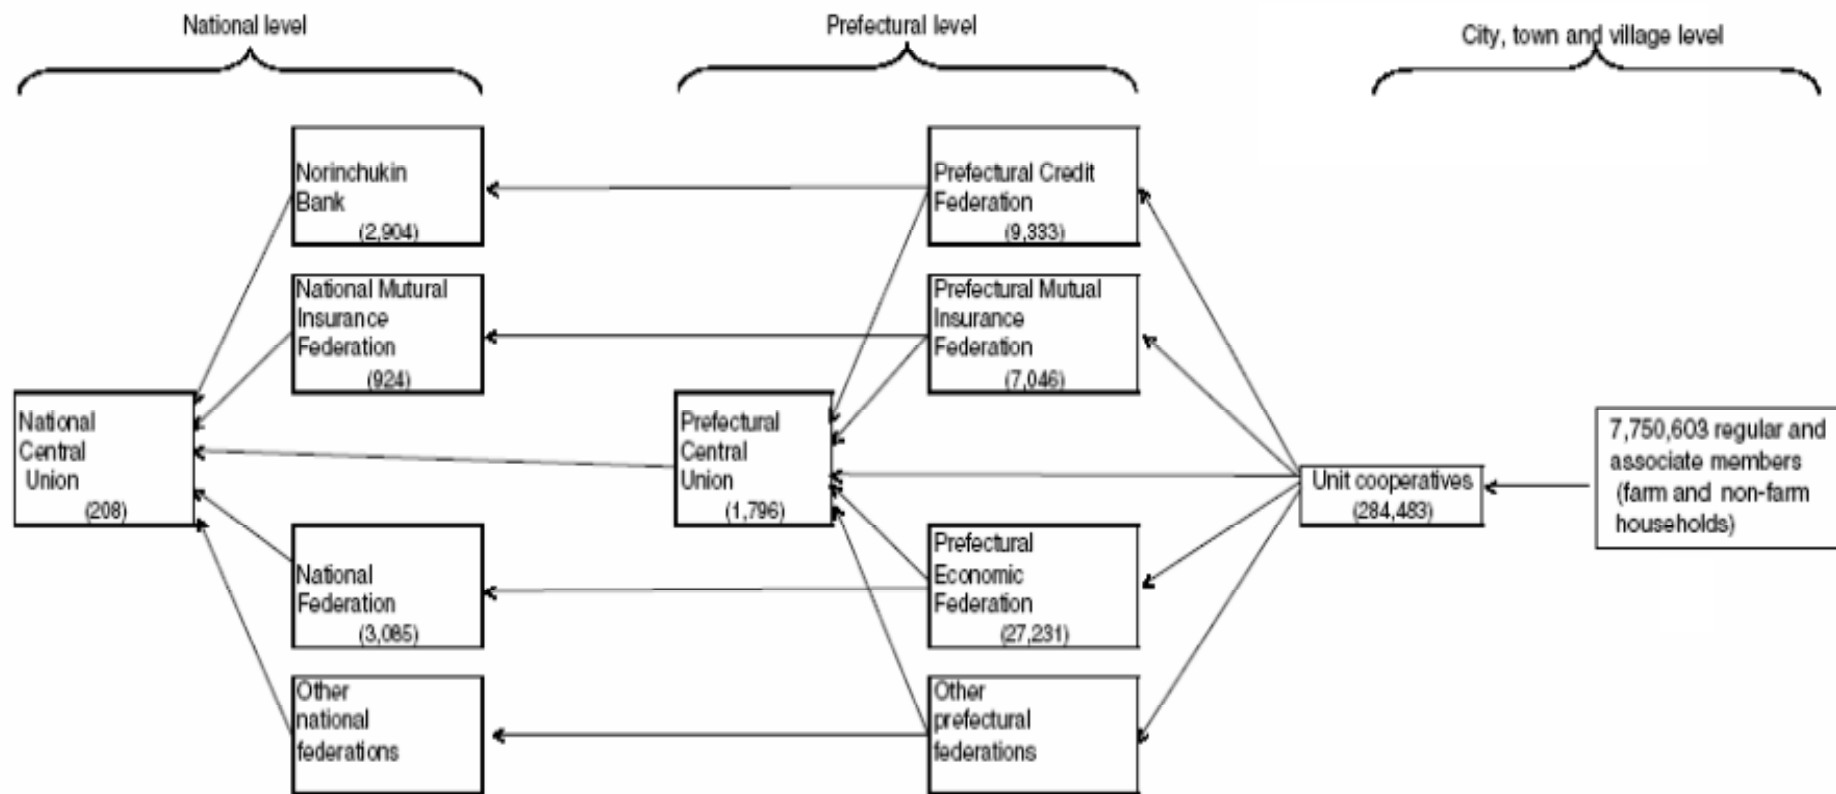 National level
Prefectural level
City, town and village level
Norinchukin
Bank
(2,904)
Prefectural Credit
Federation
(9,333)
National Mutural
Insurance
Federation
(924)
Prefectural Mutual
Insurance
Federation
(7,046)
National
Central
Union
(208)
Prefectural
Central
Union
(1,796)
Unit cooperatives
(284,483)
7,750,603 regular and
associate members
(farm and non-farm
households)
National
Federation
(3,085)
Prefectural
Economic
Federation
(27,231)
Other
national
federations
Other
prefectural
federations